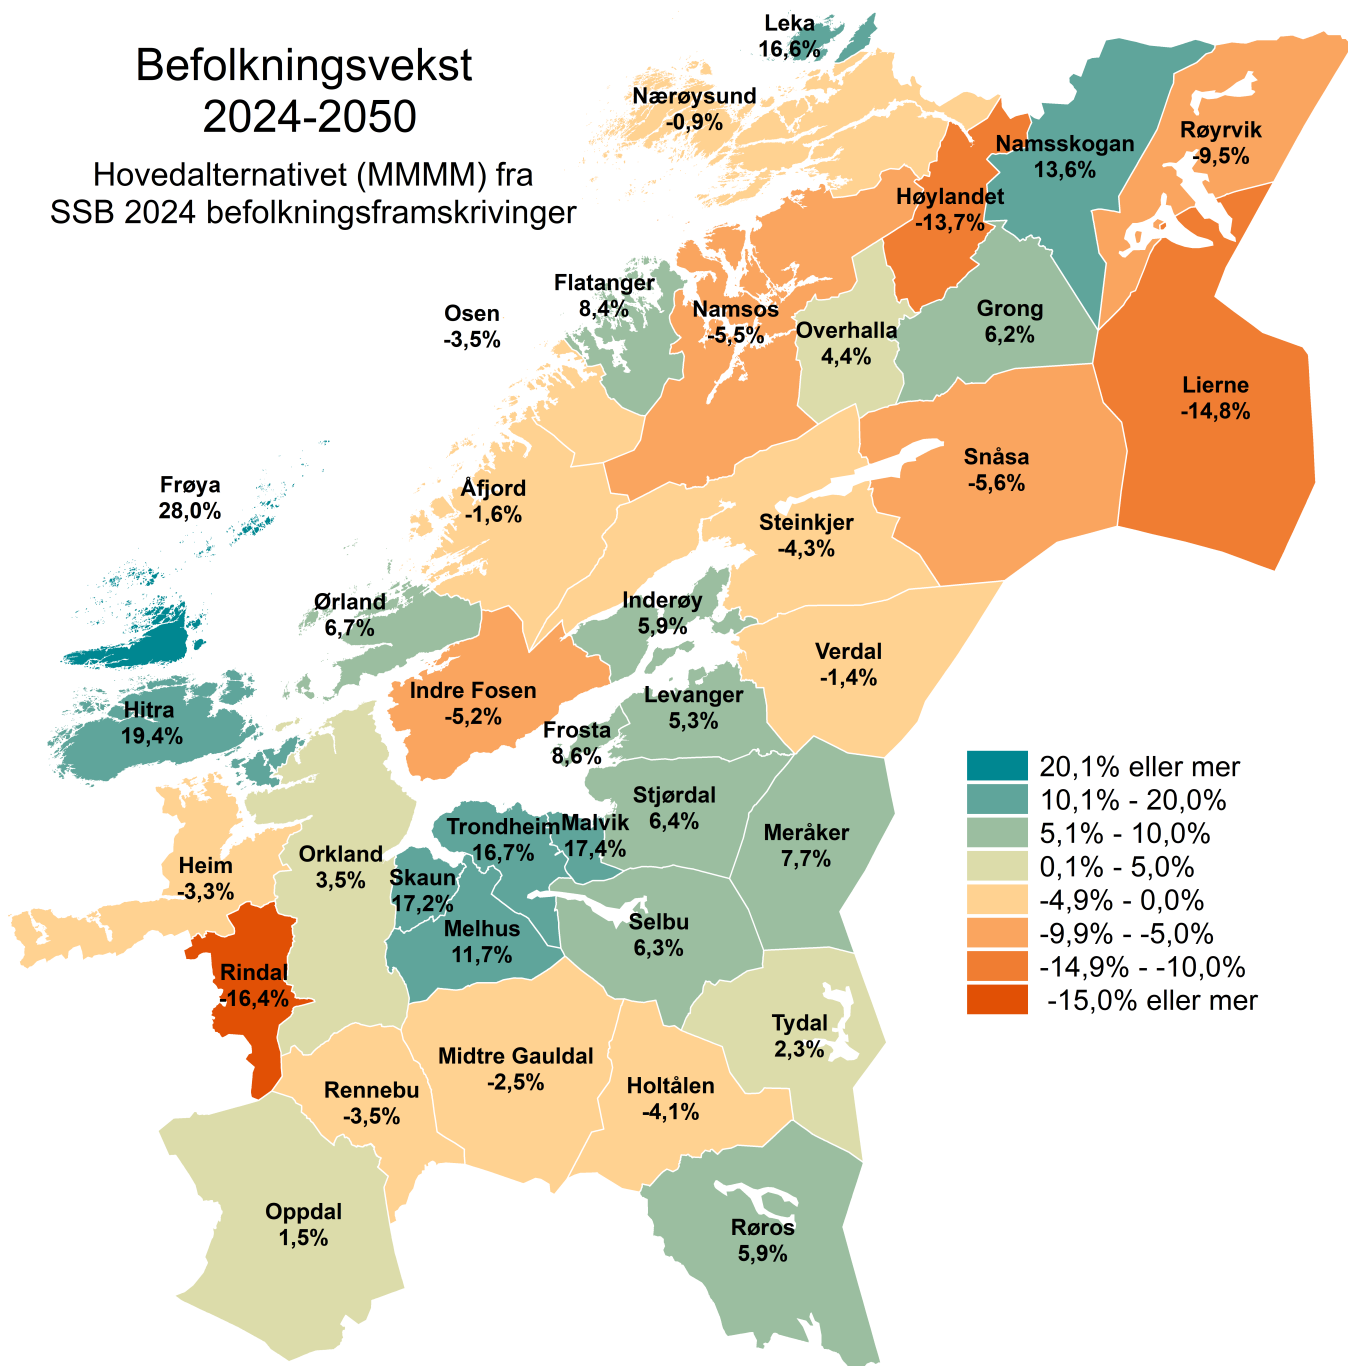 Befolkningsvekst
2024-2050
Hovedalternativet (MMMM) fra
SSB 2024 befolkningsframskrivinger
Leka
16,6%
Nærøysund
-0,9%
Namsskogan
13,6%
Røyrvik
-9,5%
Høylandet
-13,7%
Flatanger
8,4%
Osen
-3,5%
Namsos
-5,5%
Overhalla
4,4%
Grong
6,2%
Lierne
-14,8%
Snåsa
-5,6%
Frøya
28,0%
Åfjord
-1,6%
Steinkjer
-4,3%
Ørland
6,7%
Inderøy
5,9%
Verdal
-1,4%
Indre Fosen
-5,2%
Levanger
5,3%
Hitra
19,4%
Frosta
8,6%
Stjørdal
6,4%
Trondheim
16,7%
Malvik
17,4%
Meråker
7,7%
Heim
-3,3%
Orkland
3,5%
Skaun
17,2%
Melhus
11,7%
Selbu
6,3%
Rindal
-16,4%
Tydal
2,3%
Midtre Gauldal
-2,5%
Rennebu
-3,5%
Holtålen
-4,1%
Oppdal
1,5%
Røros
5,9%
20,1% eller mer
10,1% - 20,0%
5,1% - 10,0%
0,1% - 5,0%
-4,9% - 0,0%
-9,9% - -5,0%
-14,9% - -10,0%
-15,0% eller mer